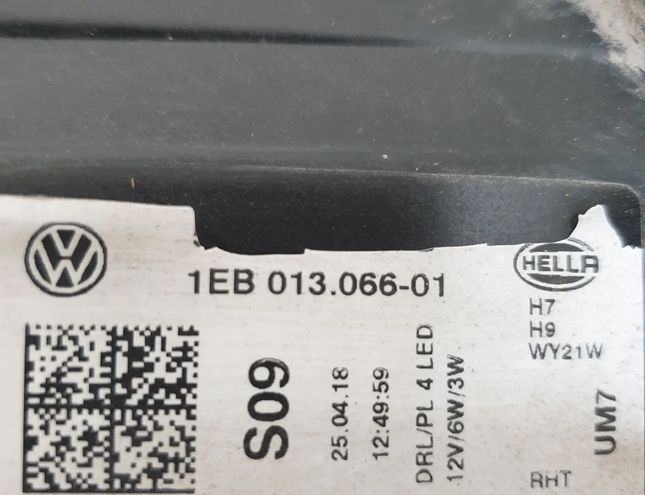 VW
1EB 013.066-01
HELLA
H7
H9
WY21W
S09
25.04.18
12:49:59
DRL/PL 4 LED
12V/6W/3W
UM7
RHT